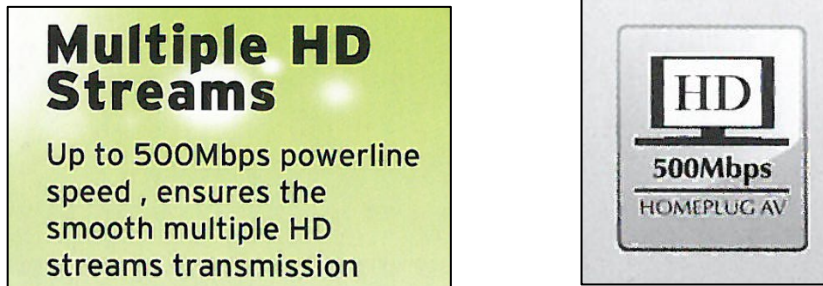 Multiple HD
Streams
Up to 500Mbps powerline
speed , ensures the
smooth multiple HD
streams transmission
HD
500Mbps
HOMEPLUG AV